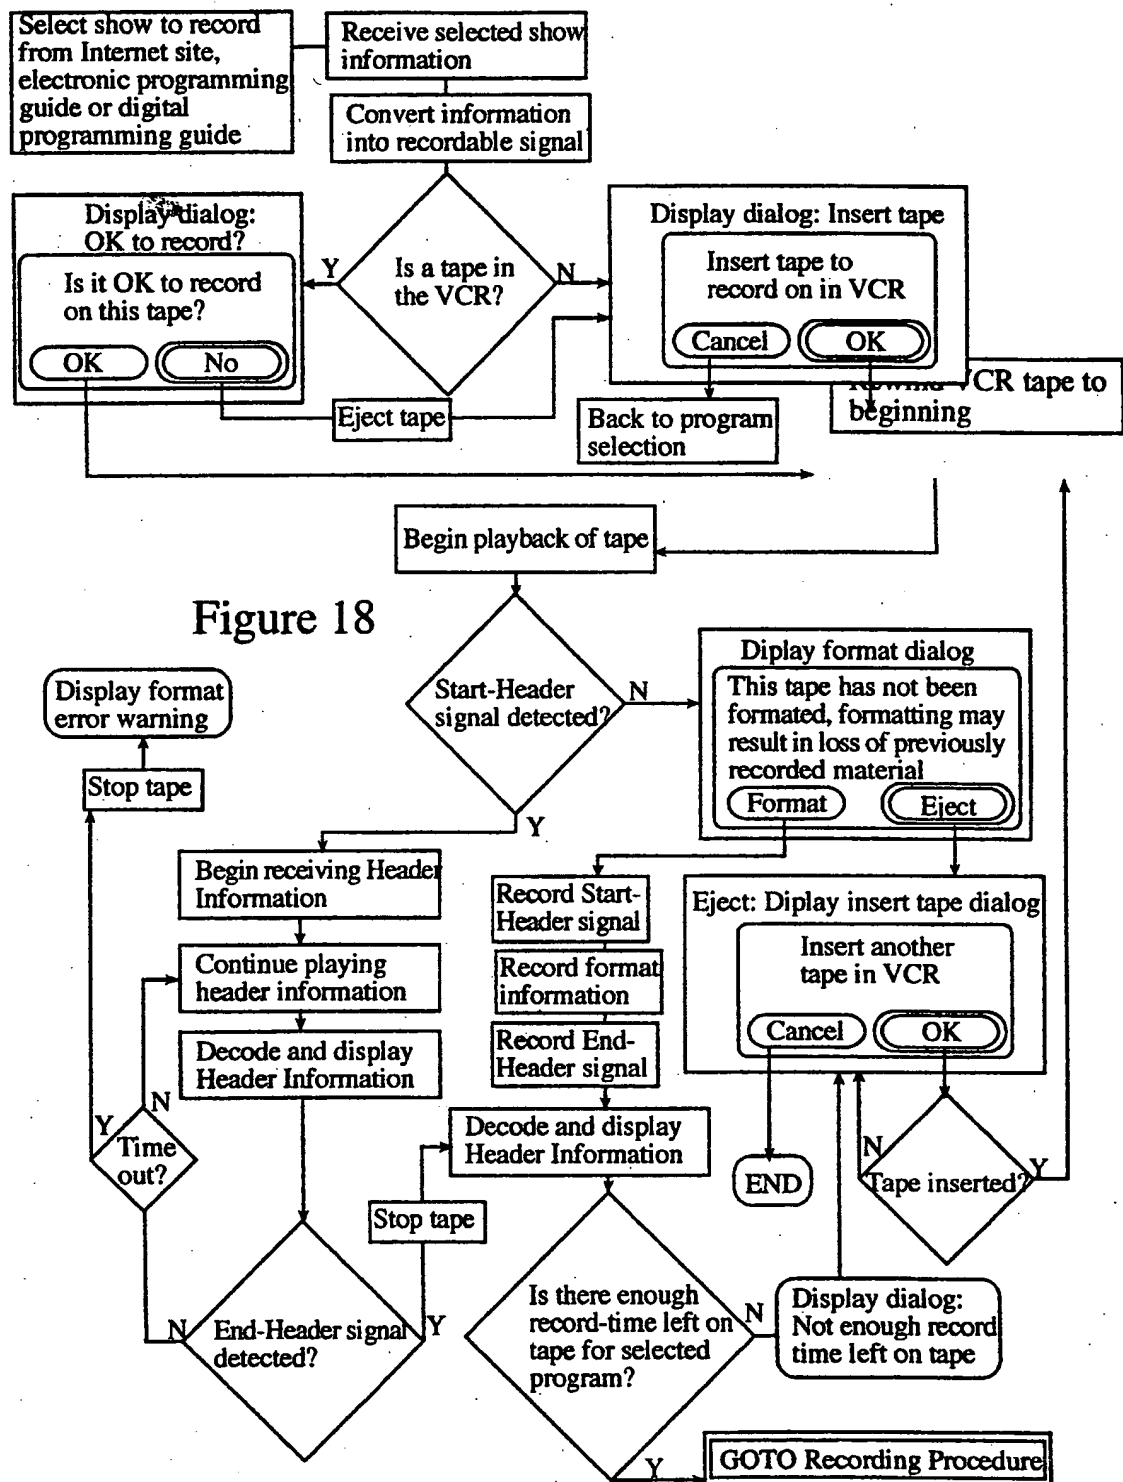 Select show to record
from Internet site,
electronic programming
guide or digital
programming guide
Receive selected show
information
Convert information
into recordable signal
Is a tape in
the VCR?
Y
N
Display dialog:
OK to record?
Is it OK to record
on this tape?
OK
No
Eject tape
Display dialog: Insert tape
Insert tape to
record on in VCR
Cancel
OK
Back to program
selection
VCR tape to
beginning
Begin playback of tape
Figure 18
Start-Header
signal detected?
N
Y
Diplay format dialog
This tape has not been
formated, formatting may
result in loss of previously
recorded material
Format
Eject
Display format
error warning
Stop tape
Begin receiving Header
Information
Continue playing
header information
Decode and display
Header Information
Record Start-
Header signal
Record format
information
Record End-
Header signal
Eject: Diplay insert tape dialog
Insert another
tape in VCR
Cancel
OK
END
N
Tape inserted?
Y
Y
N
Time
out?
Decode and display
Header Information
Stop tape
N
End-Header signal
detected?
Y
Is there enough
record-time left on
tape for selected
program?
N
Display dialog:
Not enough record
time left on tape
Y
GOTO Recording Procedure